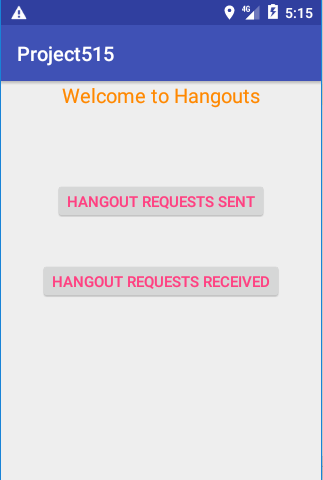 4G 5:15
Project515
Welcome to Hangouts
HANGOUT REQUESTS SENT
HANGOUT REQUESTS RECEIVED